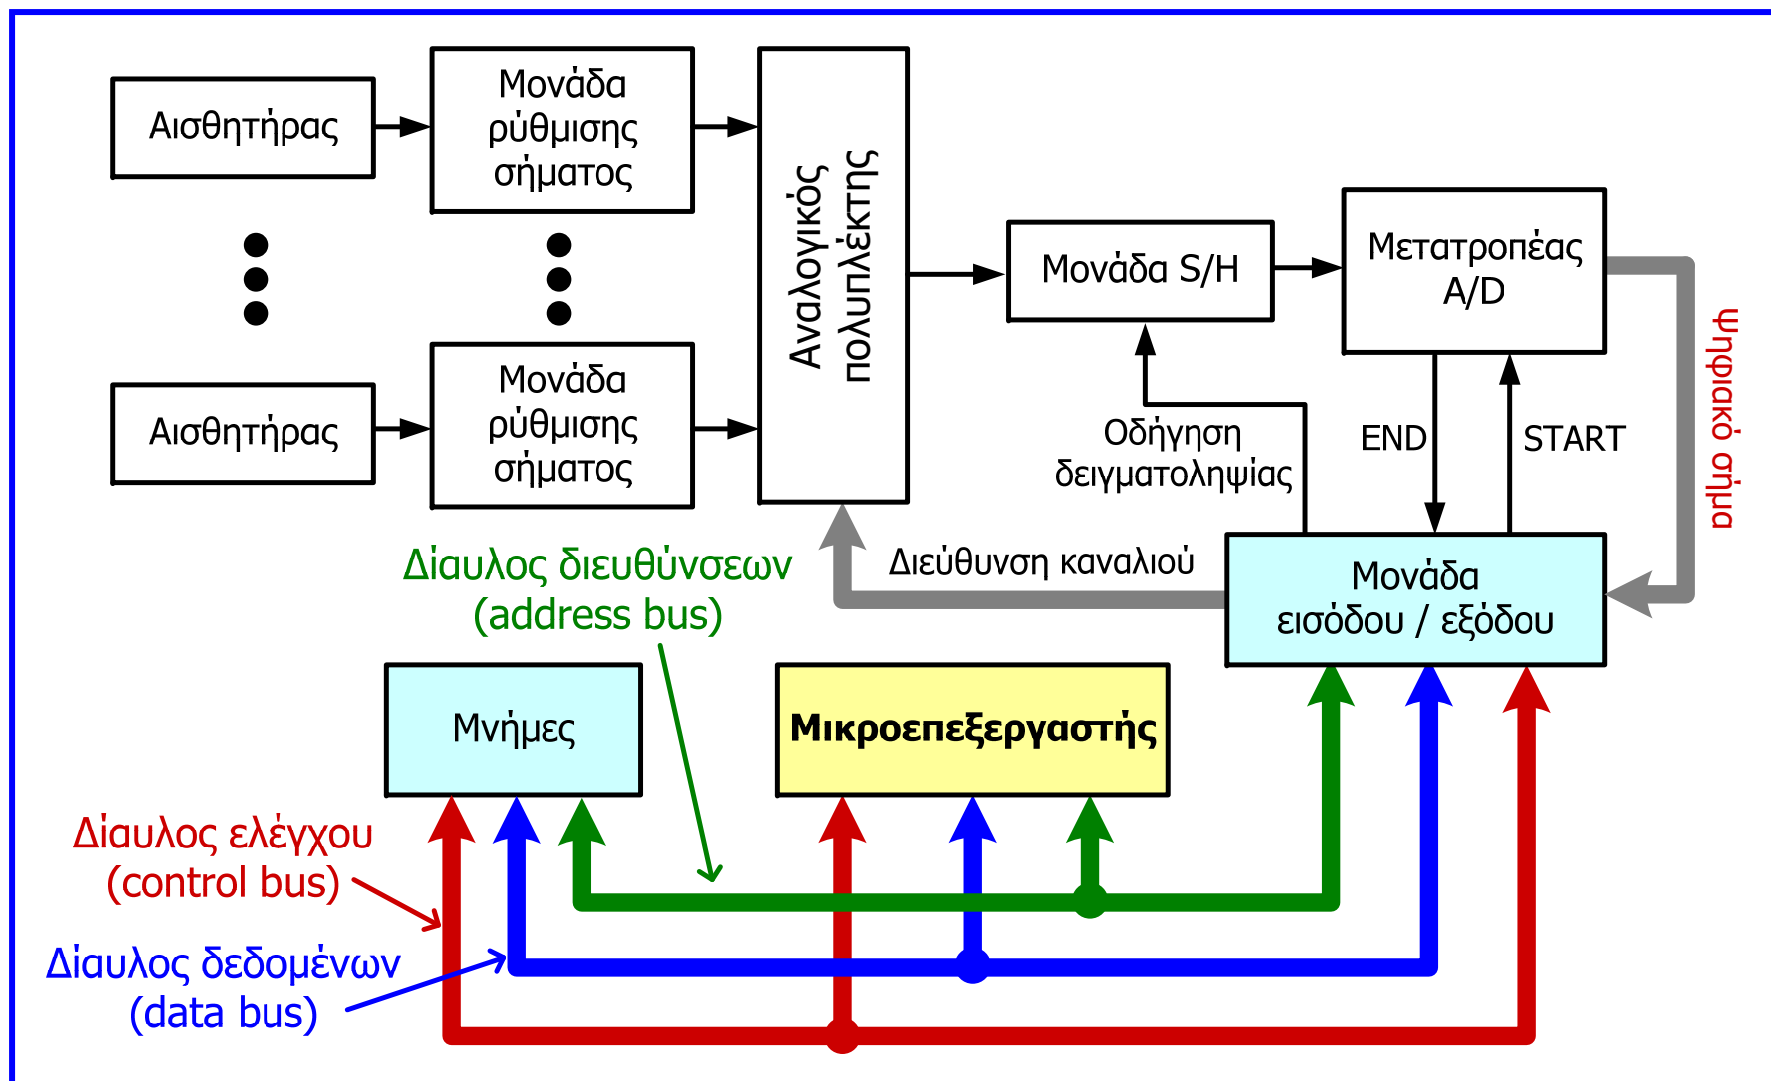 Αισθητήρας
Μονάδα
ρύθμισης
σήματος
Αναλογικός
πολυπλέκτης
Μονάδα S/H
Μετατροπέας
A/D
Ψηφιακό σήμα
Αισθητήρας
Μονάδα
ρύθμισης
σήματος
Οδήγηση
δειγματοληψίας
END
START
Δίαυλος διευθύνσεων
(address bus)
Διεύθυνση καναλιού
Μονάδα
εισόδου / εξόδου
Μνήμες
Μικροεπεξεργαστής
Δίαυλος ελέγχου
(control bus)
Δίαυλος δεδομένων
(data bus)